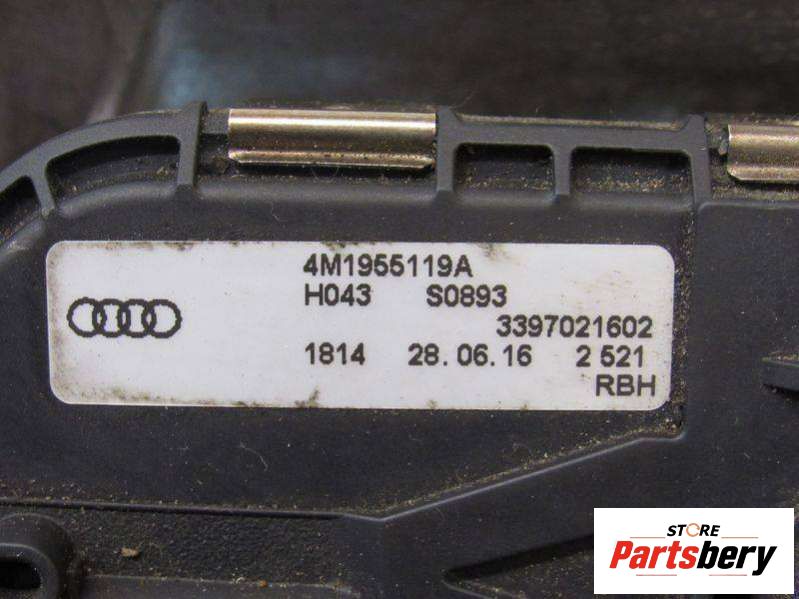 4M1955119A
H043 S0893
3397021602
1814 28.06.16 2 521
RBH
STORE
Partsbery